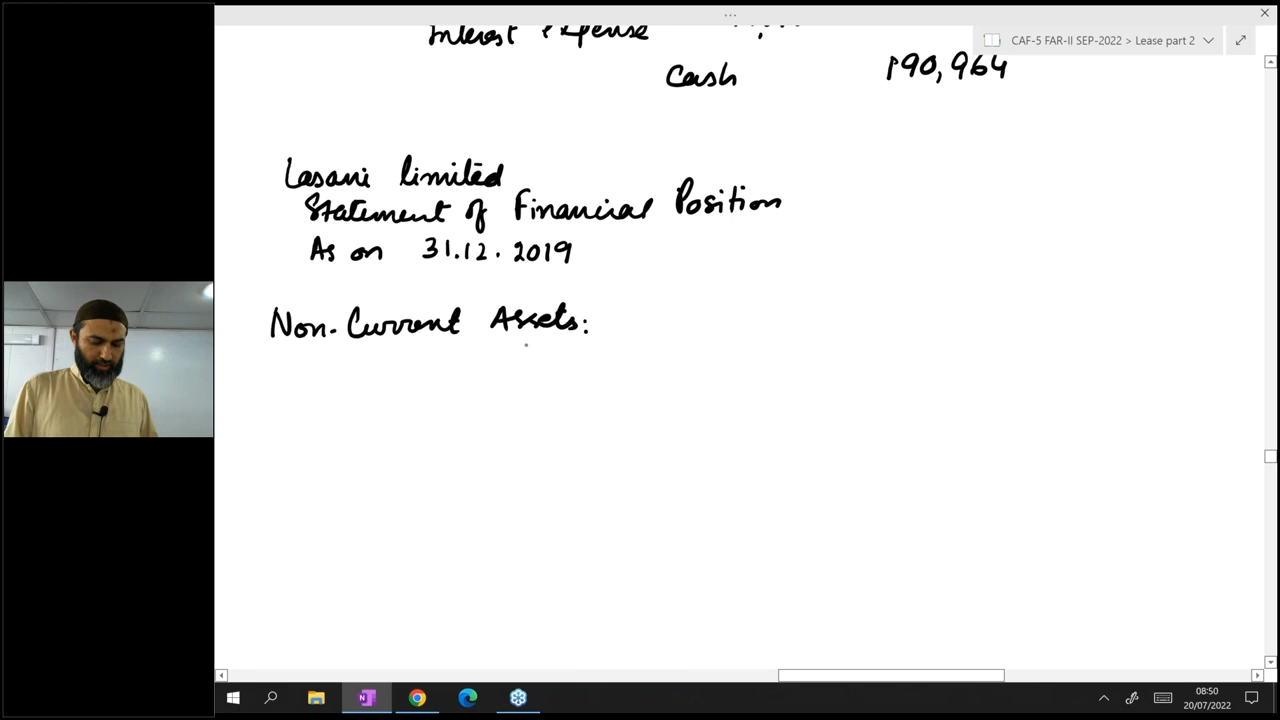 CAF-5 FAR-II SEP-2022 > Lease part 2
Interest expense
Cash 190,964
Lasani limited
Statement of Financial Position
As on 31.12.2019
Non-Current Assets:
08:50
20/07/2022